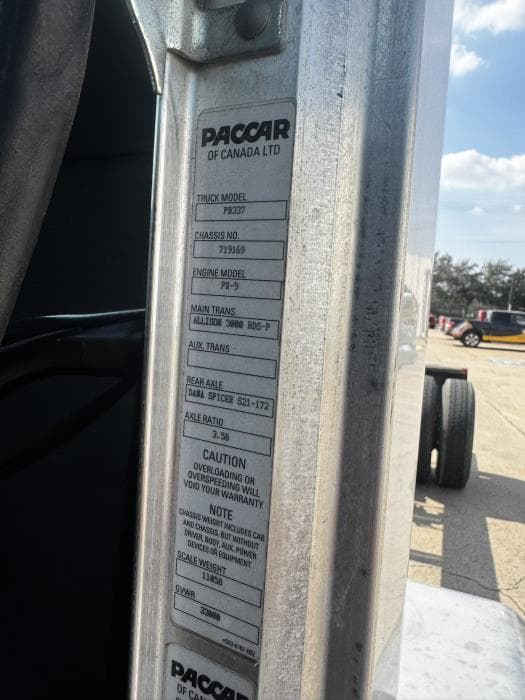 PACCAR
OF CANADA LTD
TRUCK MODEL
PB337
CHASSIS NO.
719169
ENGINE MODEL
PX-9
MAIN TRANS.
ALLISON 3000 RDS-P
AUX. TRANS
REAR AXLE
DANA SPICER S21-172
AXLE RATIO
3.58
CAUTION
OVERLOADING OR
OVERSPEEDING WILL
VOID YOUR WARRANTY
NOTE
CHASSIS WEIGHT INCLUDES CAB
AND CHASSIS, BUT WITHOUT
DRIVER, BODY, AUX. POWER
DEVICES OR EQUIPMENT
SCALE WEIGHT
11058
GVWR
33000
PACCAR